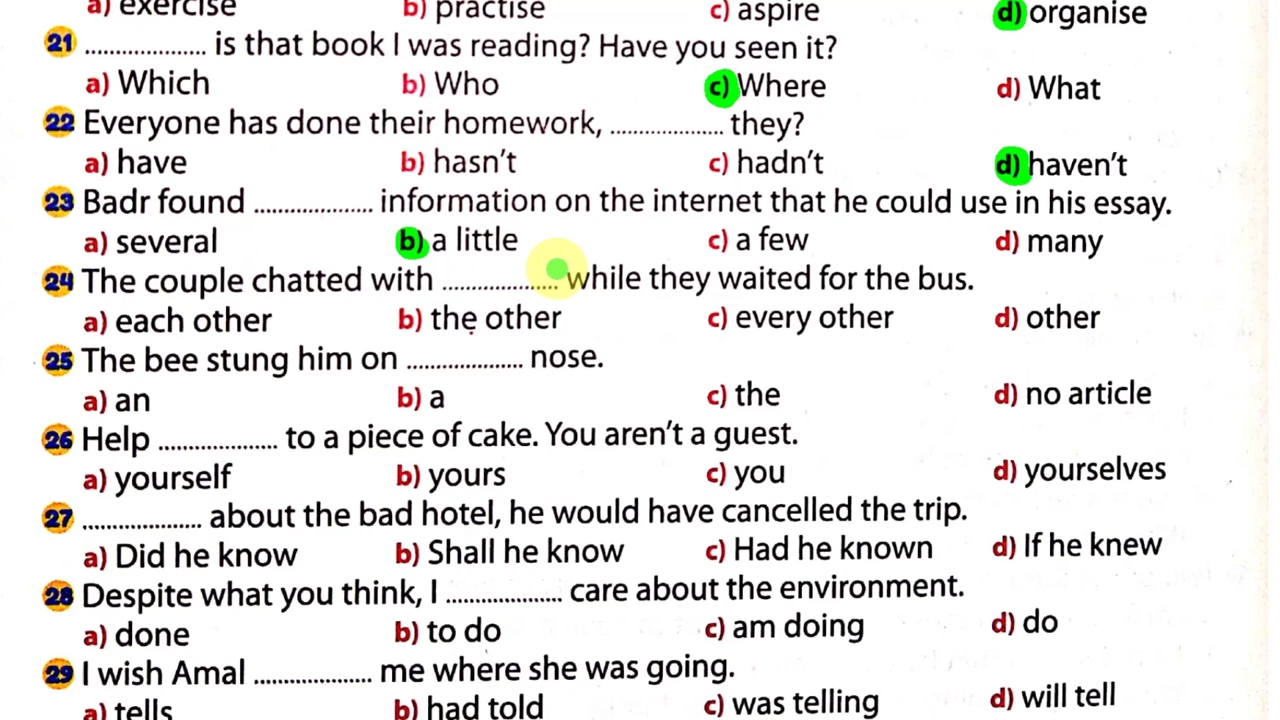 a) exercise b) practise c) aspire d) organise
21 .................... is that book I was reading? Have you seen it?
a) Which b) Who c) Where d) What
22 Everyone has done their homework, .................... they?
a) have b) hasn't c) hadn't d) haven't
23 Badr found .................... information on the internet that he could use in his essay.
a) several b) a little c) a few d) many
24 The couple chatted with .................... while they waited for the bus.
a) each other b) the other c) every other d) other
25 The bee stung him on .................... nose.
a) an b) a c) the d) no article
26 Help .................... to a piece of cake. You aren't a guest.
a) yourself b) yours c) you d) yourselves
27 .................... about the bad hotel, he would have cancelled the trip.
a) Did he know b) Shall he know c) Had he known d) If he knew
28 Despite what you think, I .................... care about the environment.
a) done b) to do c) am doing d) do
29 I wish Amal .................... me where she was going.
a) tells b) had told c) was telling d) will tell